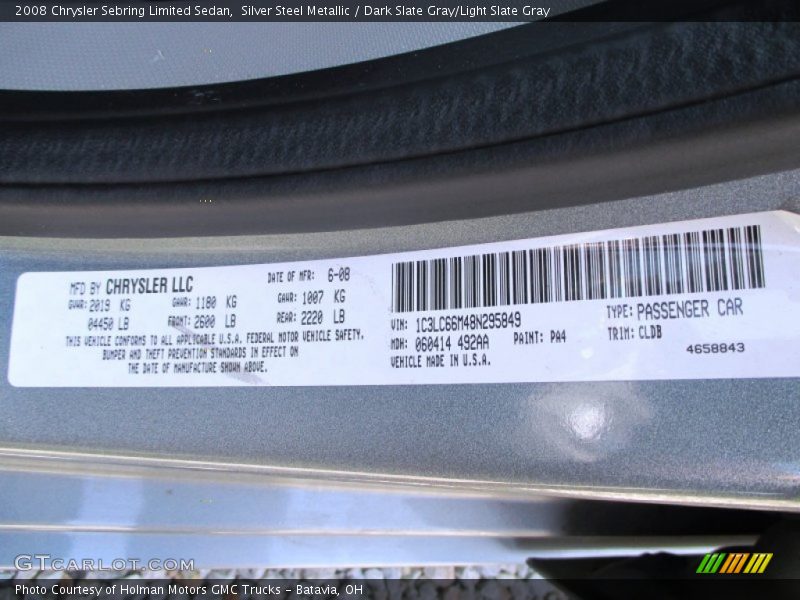 2008 Chrysler Sebring Limited Sedan, Silver Steel Metallic / Dark Slate Gray/Light Slate Gray
MFD BY CHRYSLER LLC DATE OF MFR: 6-08
GVWR: 2019 KG GAWR: 1180 KG GAWR: 1007 KG
04450 LB FRONT: 2600 LB REAR: 2220 LB
THIS VEHICLE CONFORMS TO ALL APPLICABLE U.S.A. FEDERAL MOTOR VEHICLE SAFETY,
BUMPER AND THEFT PREVENTION STANDARDS IN EFFECT ON
THE DATE OF MANUFACTURE SHOWN ABOVE.
VIN: 1C3LC66M48N295849 TYPE: PASSENGER CAR
MDH: 060414 492AA PAINT: PA4 TRIM: CLDB
VEHICLE MADE IN U.S.A. 4658843
GTCARLOT.COM
Photo Courtesy of Holman Motors GMC Trucks - Batavia, OH